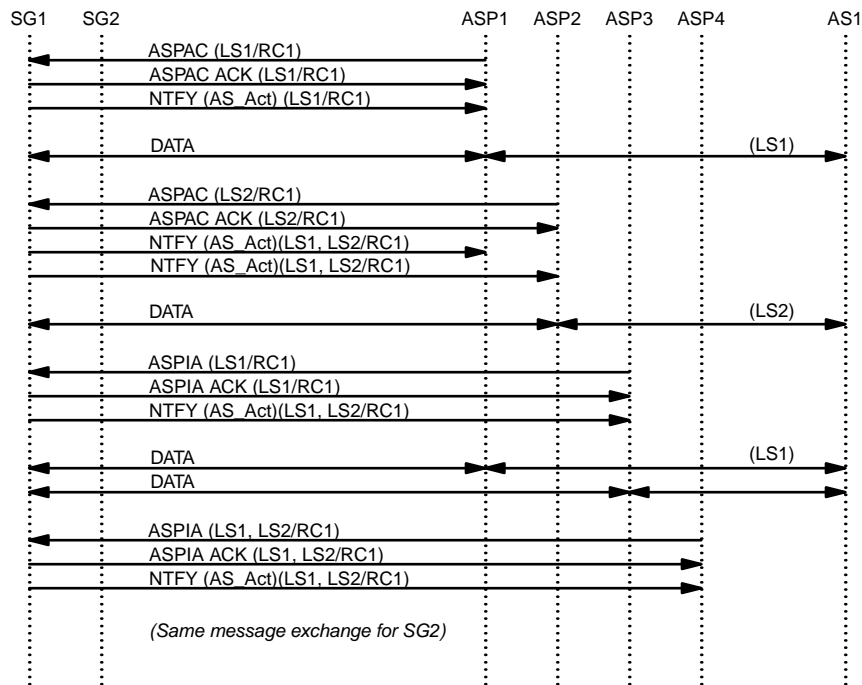 SG1 SG2 ASP1 ASP2 ASP3 ASP4 AS1
ASPAC (LS1/RC1)
ASPAC ACK (LS1/RC1)
NTFY (AS_Act) (LS1/RC1)
DATA (LS1)
ASPAC (LS2/RC1)
ASPAC ACK (LS2/RC1)
NTFY (AS_Act)(LS1, LS2/RC1)
NTFY (AS_Act)(LS1, LS2/RC1)
DATA (LS2)
ASPIA (LS1/RC1)
ASPIA ACK (LS1/RC1)
NTFY (AS_Act)(LS1, LS2/RC1)
DATA (LS1)
DATA
ASPIA (LS1, LS2/RC1)
ASPIA ACK (LS1, LS2/RC1)
NTFY (AS_Act)(LS1, LS2/RC1)
(Same message exchange for SG2)